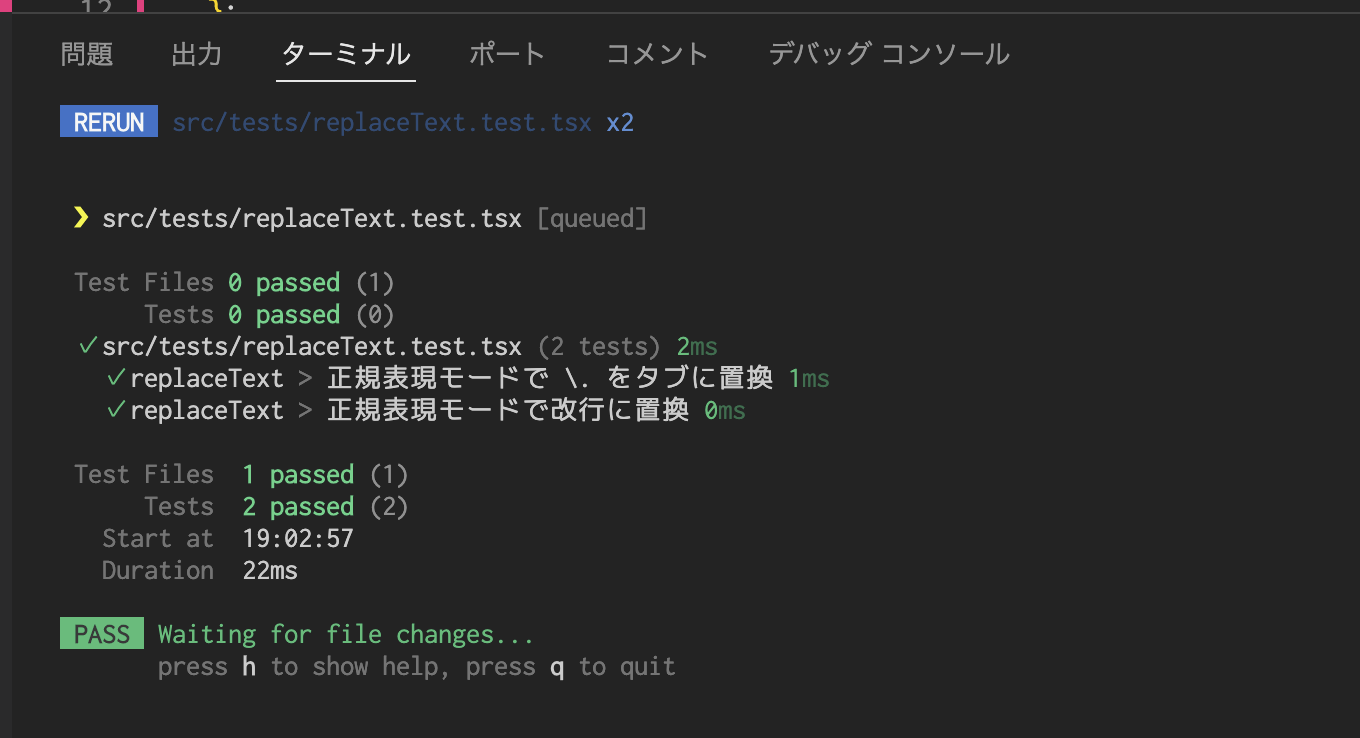 12 }.
問題 出力 ターミナル ポート コメント デバッグ コンソール
RERUN src/tests/replaceText.test.tsx x2
❯ src/tests/replaceText.test.tsx [queued]
Test Files 0 passed (1)
Tests 0 passed (0)
✓ src/tests/replaceText.test.tsx (2 tests) 2ms
✓ replaceText > 正規表現モードで \. をタブに置換 1ms
✓ replaceText > 正規表現モードで改行に置換 0ms
Test Files 1 passed (1)
Tests 2 passed (2)
Start at 19:02:57
Duration 22ms
PASS Waiting for file changes...
press h to show help, press q to quit